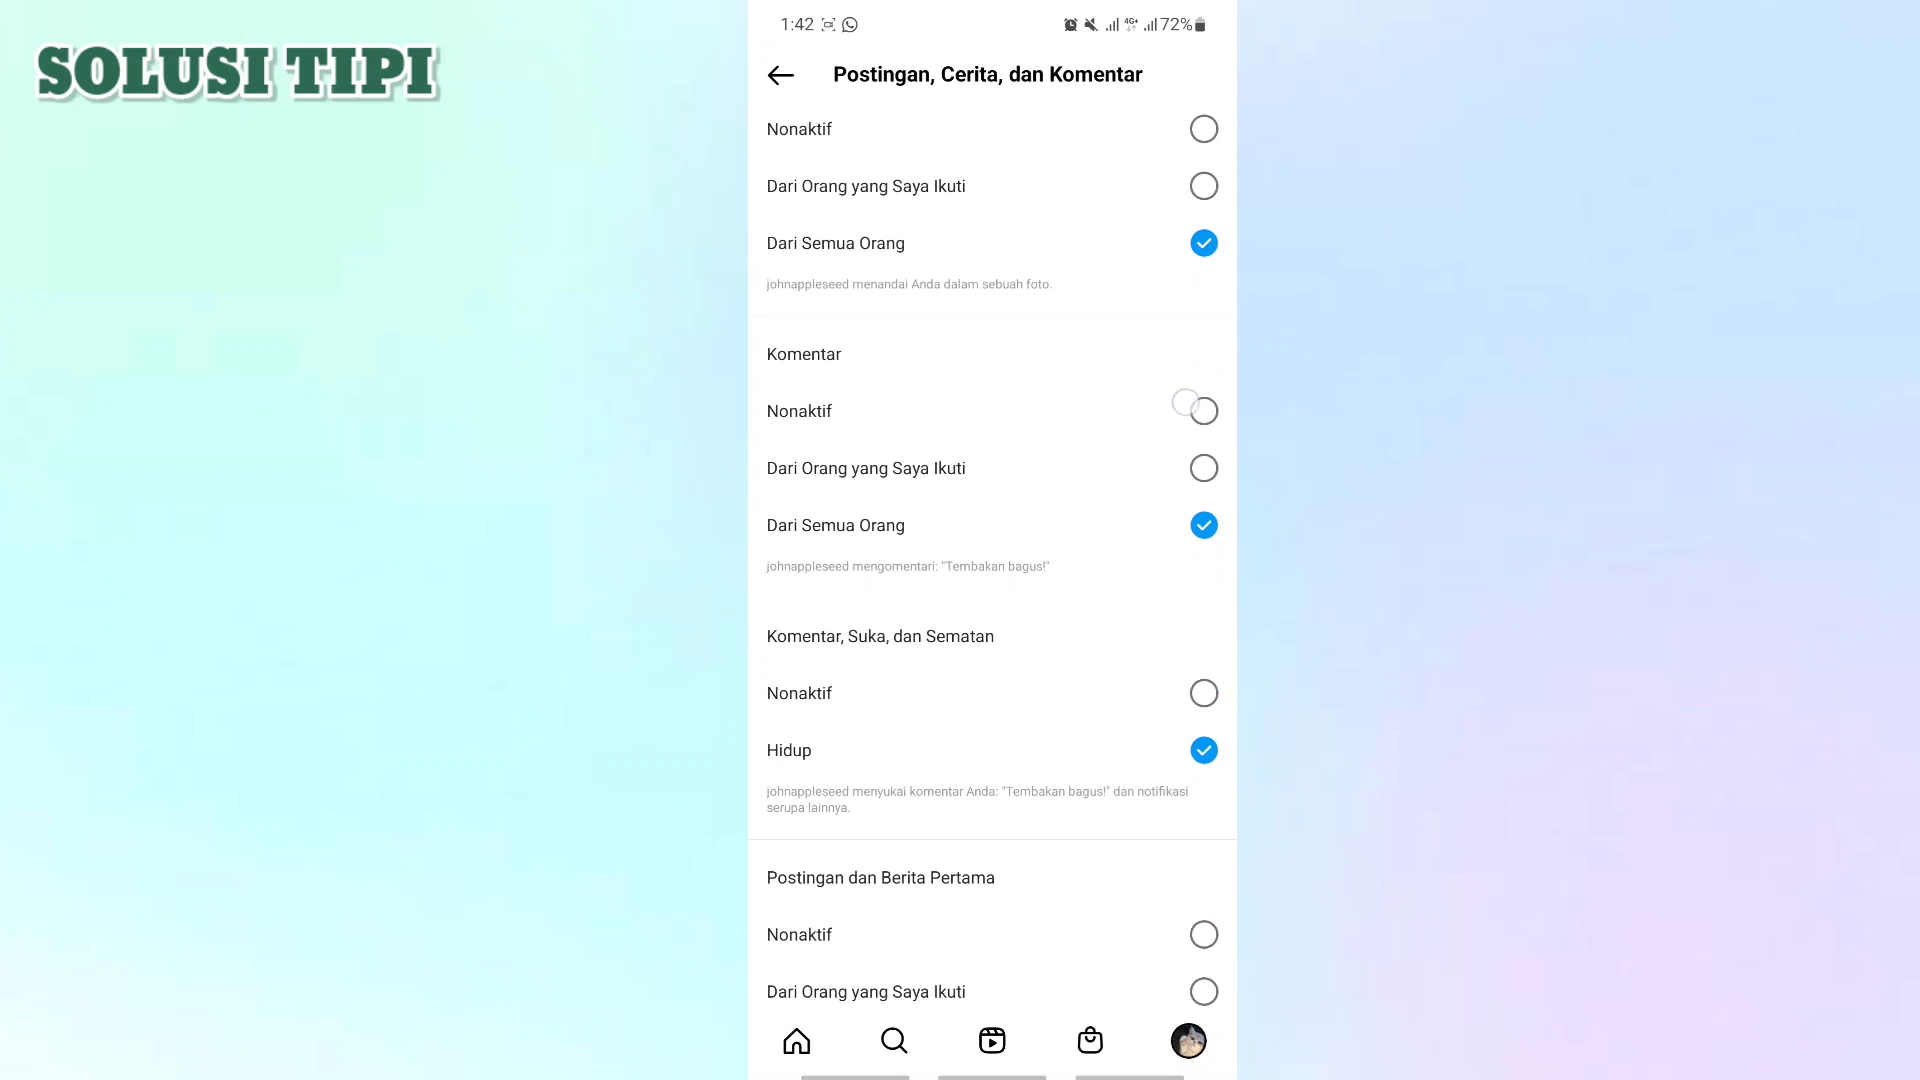 SOLUSI TIPI
1:42
4G+
72%
Postingan, Cerita, dan Komentar
Nonaktif
Dari Orang yang Saya Ikuti
Dari Semua Orang
johnappleseed menandai Anda dalam sebuah foto.
Komentar
Nonaktif
Dari Orang yang Saya Ikuti
Dari Semua Orang
johnappleseed mengomentari: "Tembakan bagus!"
Komentar, Suka, dan Sematan
Nonaktif
Hidup
johnappleseed menyukai komentar Anda: "Tembakan bagus!" dan notifikasi
serupa lainnya.
Postingan dan Berita Pertama
Nonaktif
Dari Orang yang Saya Ikuti